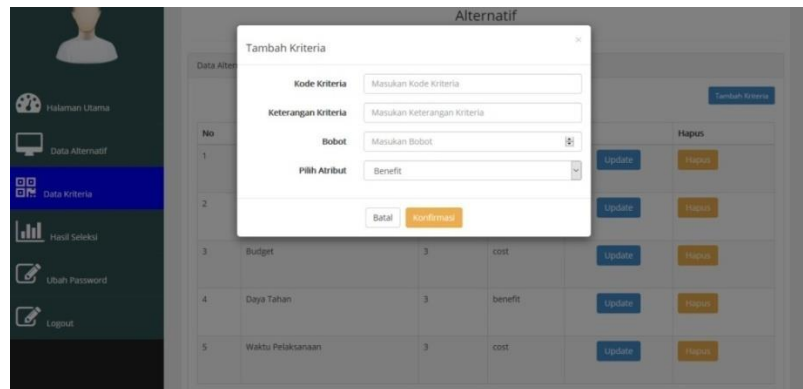 Alternatif
Tambah Kriteria
×
Data Alter
Kode Kriteria Masukan Kode Kriteria
Tambah Kriteria
Keterangan Kriteria Masukan Keterangan Kriteria
Halaman Utama
No Hapus
Bobot Masukan Bobot
Data Alternatif
1 Update Hapus
Pilih Atribut Benefit
Data Kriteria
2 Update Hapus
Batal Konfirmasi
Hasil Seleksi
3 Budget 3 cost Update Hapus
Ubah Password
4 Daya Tahan 3 benefit Update Hapus
Logout
5 Waktu Pelaksanaan 3 cost Update Hapus